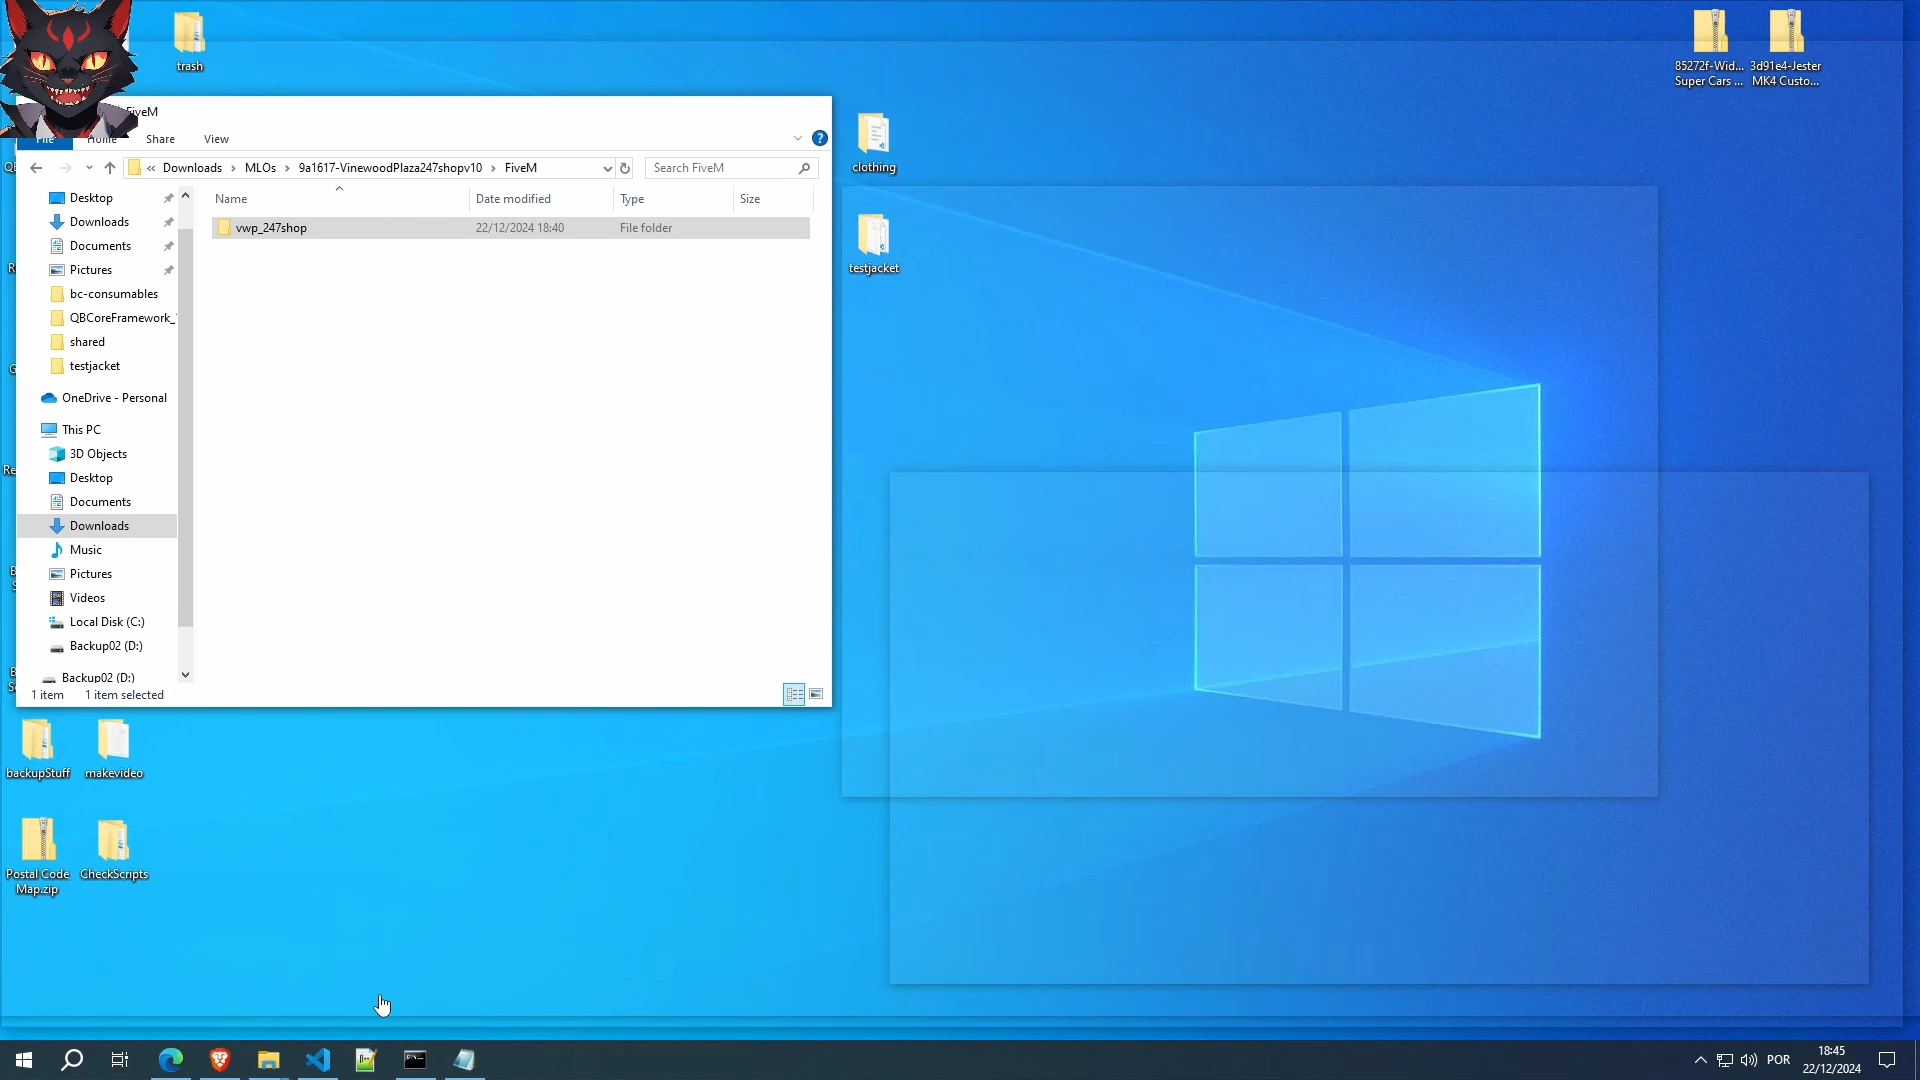 trash
85272f-Wid...
Super Cars ...
3d91e4-Jester
MK4 Custo...
FiveM
File
Home
Share
View
« Downloads > MLOs > 9a1617-VinewoodPlaza247shopv10 > FiveM
Search FiveM
Name
Date modified
Type
Size
vwp_247shop
22/12/2024 18:40
File folder
Desktop
Downloads
Documents
Pictures
bc-consumables
QBCoreFramework_
shared
testjacket
OneDrive - Personal
This PC
3D Objects
Desktop
Documents
Downloads
Music
Pictures
Videos
Local Disk (C:)
Backup02 (D:)
Backup02 (D:)
1 item
1 item selected
clothing
testjacket
backupStuff
makevideo
Postal Code
Map.zip
CheckScripts
POR
18:45
22/12/2024